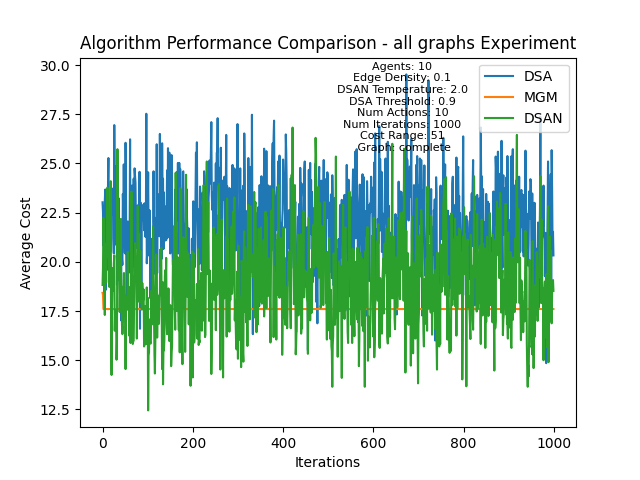 Algorithm Performance Comparison - all graphs Experiment
Agents: 10
Edge Density: 0.1
DSAN Temperature: 2.0
DSA Threshold: 0.9
Num Actions: 10
Num Iterations: 1000
Cost Range: 51
Graph: complete
DSA
MGM
DSAN
Average Cost
30.0
27.5
25.0
22.5
20.0
17.5
15.0
12.5
0
200
400
600
800
1000
Iterations